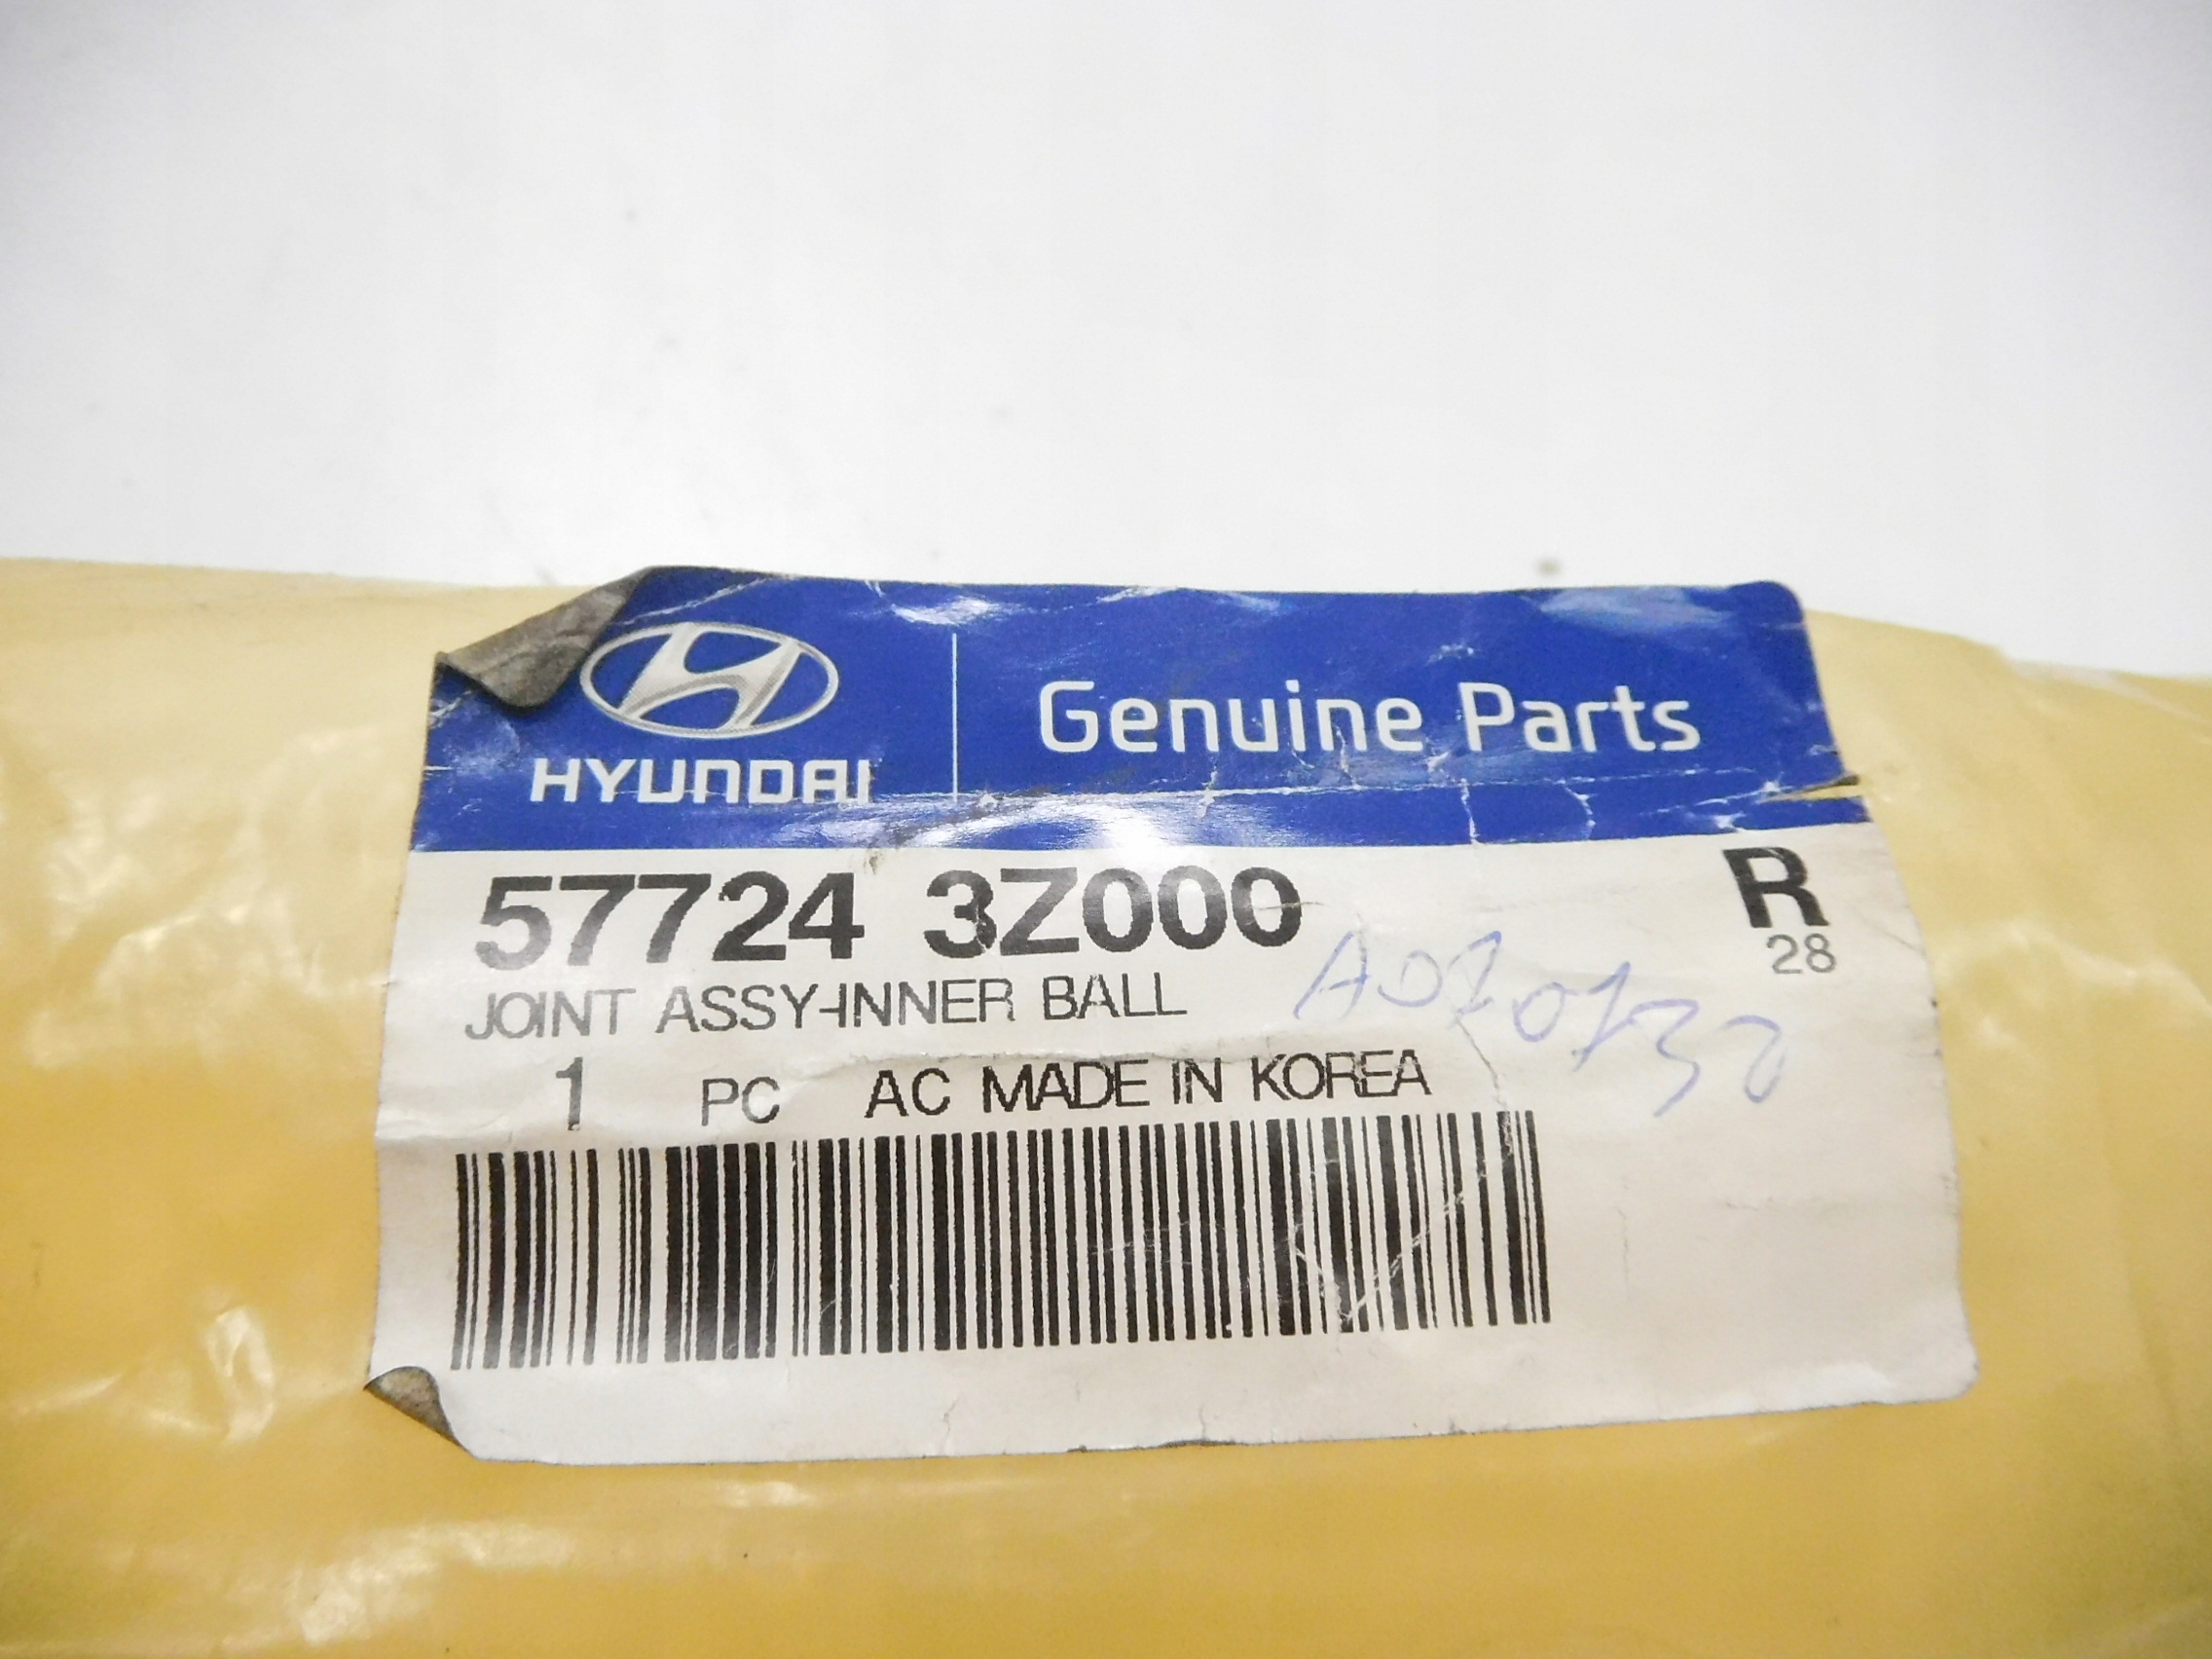 HYUNDAI
Genuine Parts
57724 3Z000
R
28
JOINT ASSY-INNER BALL
1 PC AC MADE IN KOREA